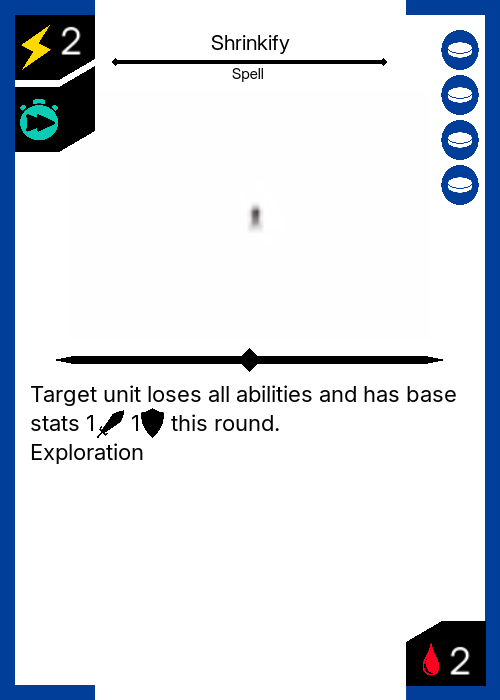 2
Shrinkify
Spell
Target unit loses all abilities and has base
stats 1 1 this round.
Exploration
2